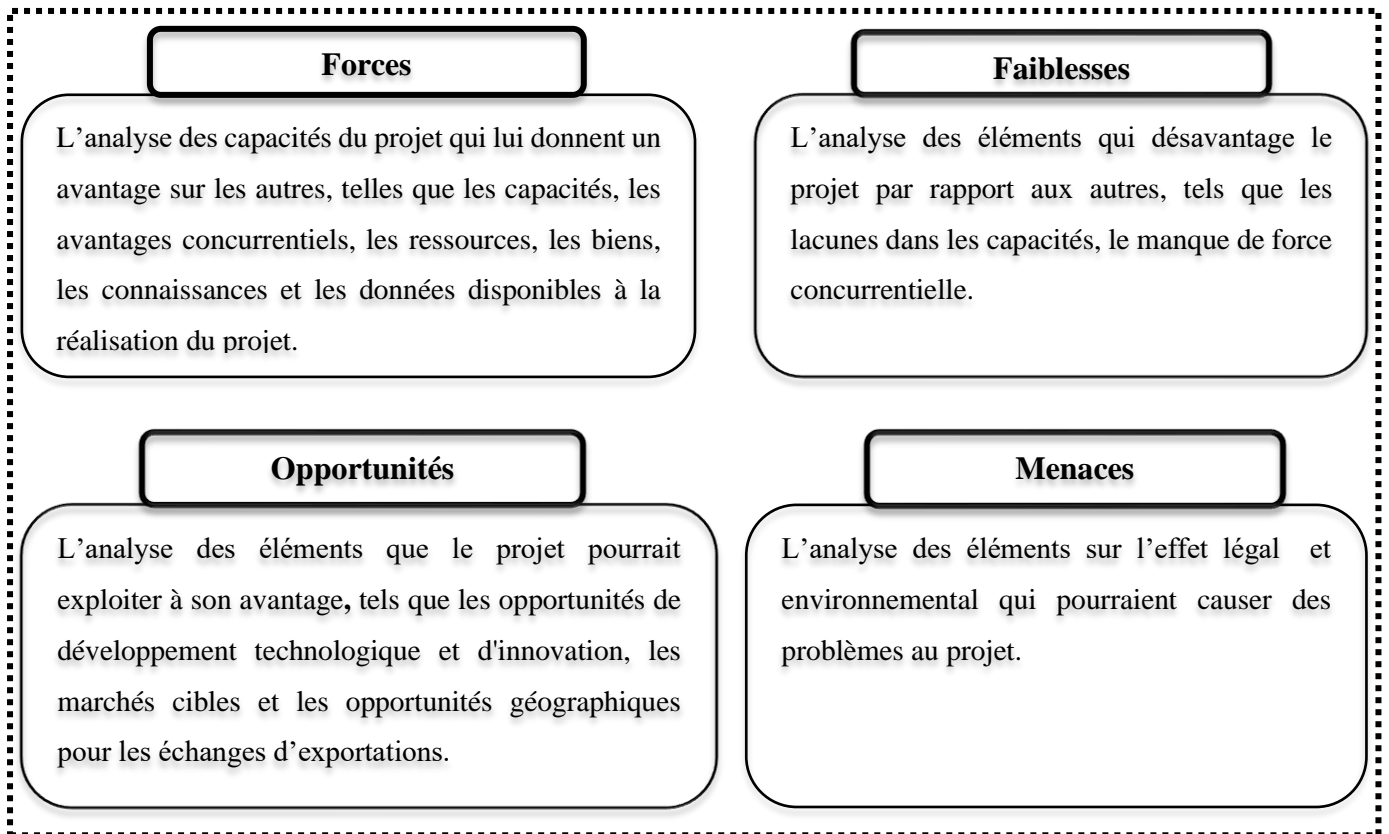 Forces
L’analyse des capacités du projet qui lui donnent un
avantage sur les autres, telles que les capacités, les
avantages concurrentiels, les ressources, les biens,
les connaissances et les données disponibles à la
réalisation du projet.
Faiblesses
L’analyse des éléments qui désavantage le
projet par rapport aux autres, tels que les
lacunes dans les capacités, le manque de force
concurrentielle.
Opportunités
L’analyse des éléments que le projet pourrait
exploiter à son avantage, tels que les opportunités de
développement technologique et d'innovation, les
marchés cibles et les opportunités géographiques
pour les échanges d’exportations.
Menaces
L’analyse des éléments sur l’effet légal et
environnemental qui pourraient causer des
problèmes au projet.